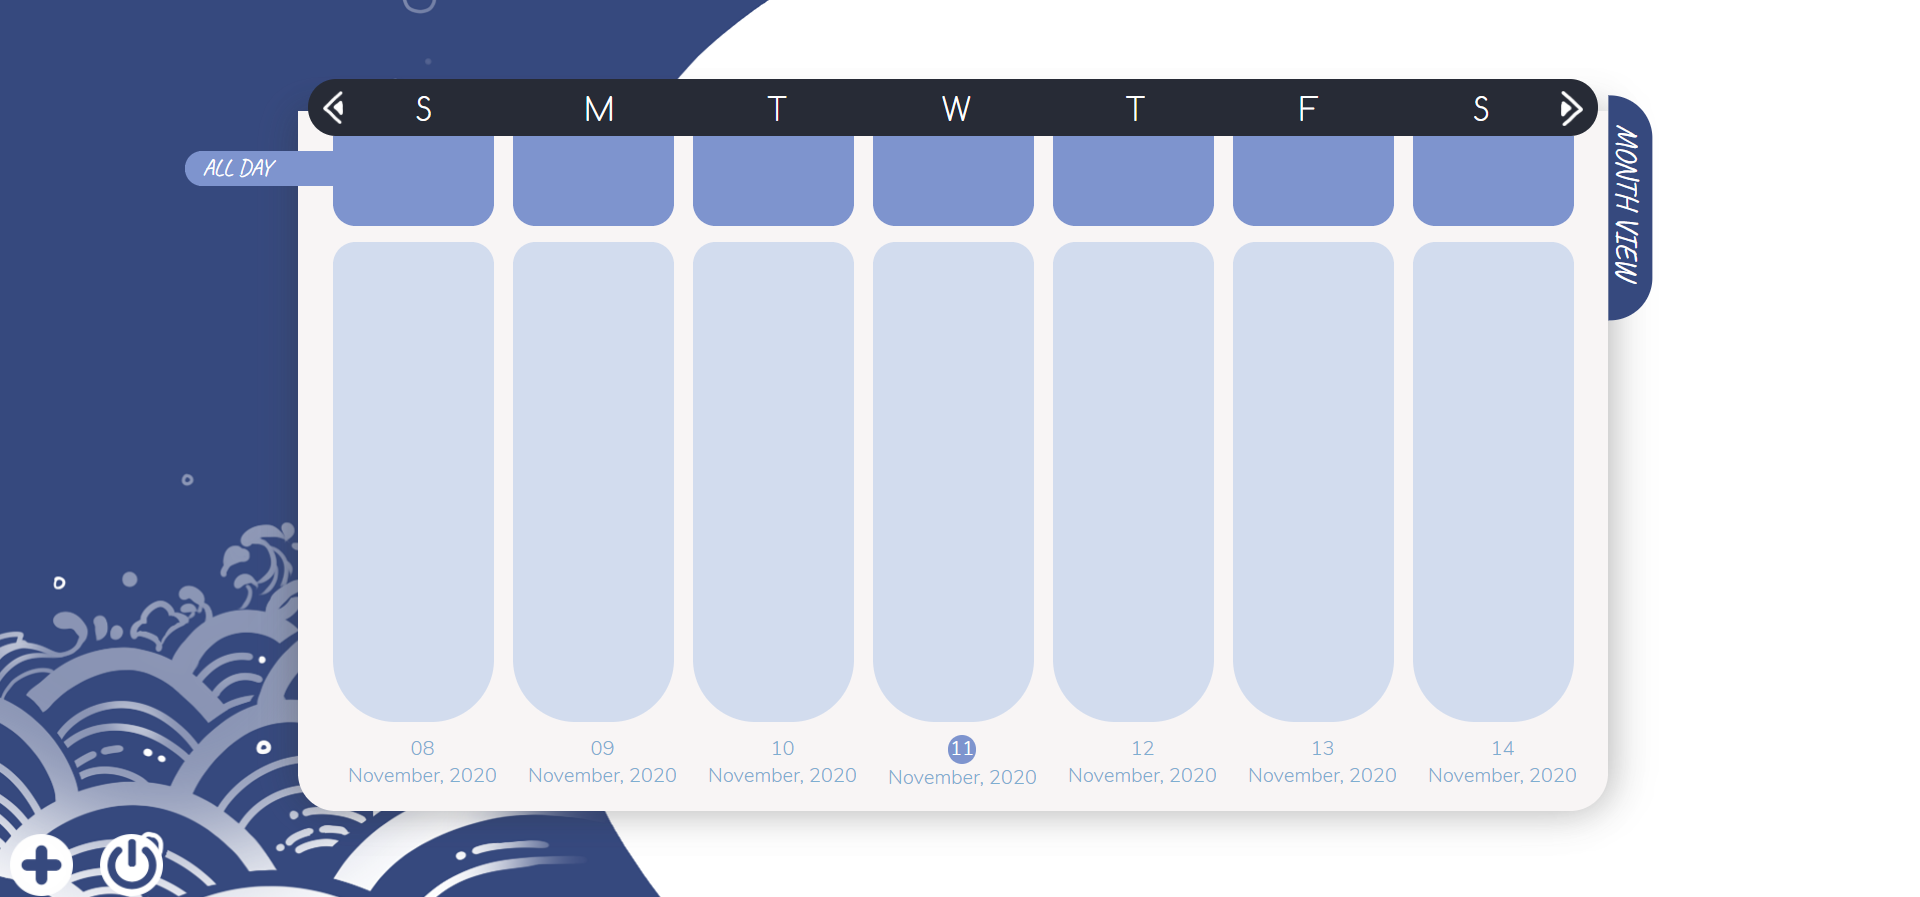 S M T W T F S
ALL DAY
MONTH VIEW
08 09 10 11 12 13 14
November, 2020 November, 2020 November, 2020 November, 2020 November, 2020 November, 2020 November, 2020